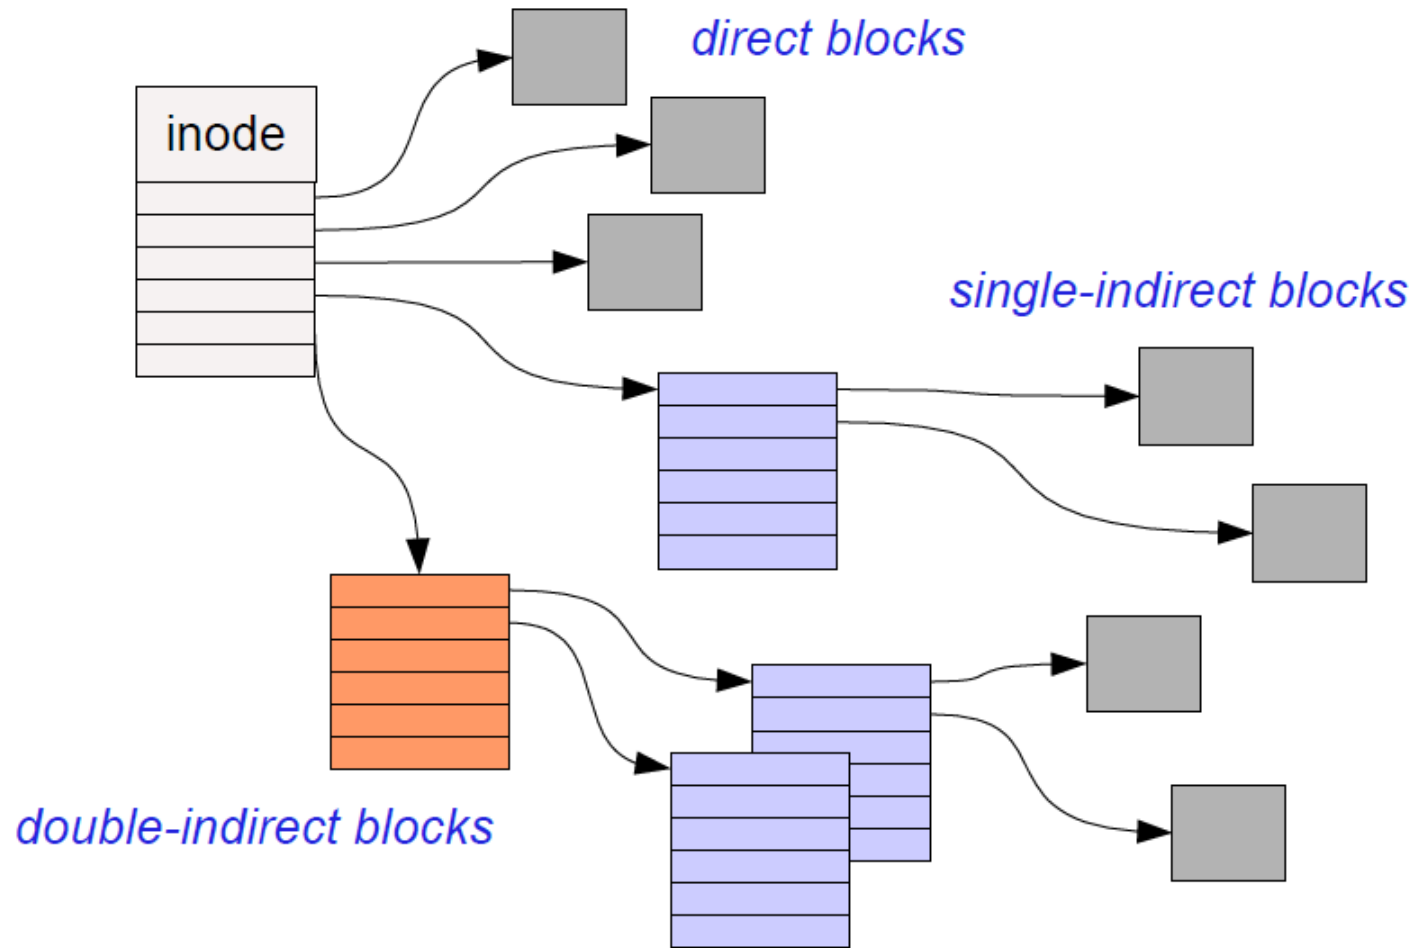 direct blocks
inode
single-indirect blocks
double-indirect blocks